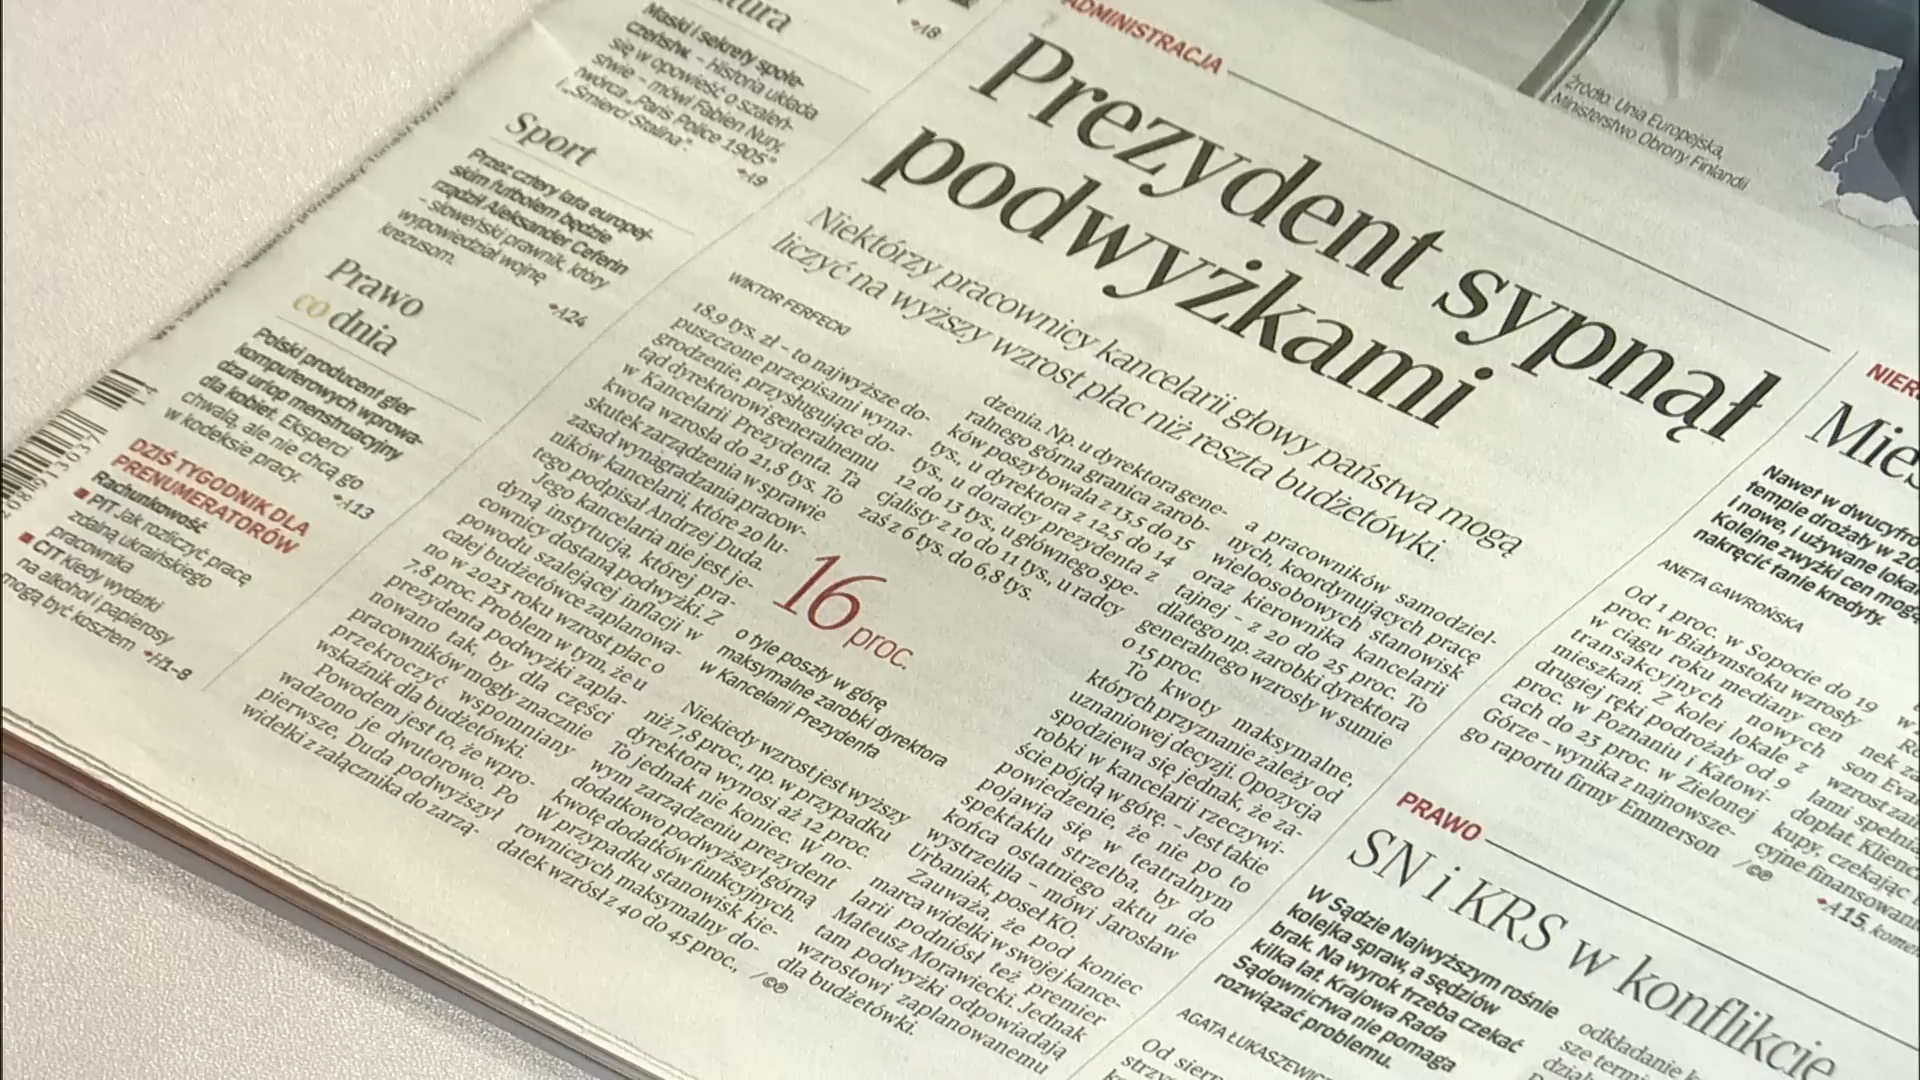 Maski i sekrety społe-
czeństw. – Historia układa
się w opowieść o szaleń-
stwie – mówi Fabien Nury,
twórca „Paris Police 1905”
i „Śmierci Stalina”.
A9
A8
Sport
Przez cztery lata europej-
skim futbolem będzie
rządził Aleksander Ceferin
– słoweński prawnik, który
wypowiedział wojnę
krezusom.
A24
Prawo
co dnia
Polski producent gier
komputerowych wprowa-
dza urlop menstruacyjny
dla kobiet. Eksperci
chwalą, ale nie chcą go
w kodeksie pracy.
A13
DZIŚ TYGODNIK DLA
PRENUMERATORÓW
Rachunkowość
PIT Jak rozliczyć pracę
zdalną ukraińskiego
pracownika
CIT Kiedy wydatki
na alkohol i papierosy
mogą być kosztem
H1-8
ADMINISTRACJA
Prezydent sypnął
podwyżkami
Niektórzy pracownicy kancelarii głowy państwa mogą
liczyć na wyższy wzrost płac niż reszta budżetówki.
WIKTOR FERFECKI
18,9 tys. zł – to najwyższe do-
puszczone przepisami wyna-
grodzenie, przysługujące do-
tąd dyrektorowi generalnemu
w Kancelarii Prezydenta. Ta
kwota wzrosła do 21,8 tys. To
skutek zarządzenia w sprawie
zasad wynagradzania pracow-
ników kancelarii, które 20 lu-
tego podpisał Andrzej Duda.
Jego kancelaria nie jest je-
dyną instytucją, której pra-
cownicy dostaną podwyżki. Z
powodu szalejącej inflacji w
całej budżetówce zaplanowa-
no w 2023 roku wzrost płac o
7,8 proc. Problem w tym, że u
prezydenta podwyżki zapla-
nowano tak, by dla części
pracowników mogły znacznie
przekroczyć wspomniany
wskaźnik dla budżetówki.
Powodem jest to, że wpro-
wadzono je dwutorowo. Po
pierwsze, Duda podwyższył
widełki z załącznika do zarzą-
dzenia. Np. u dyrektora gene-
ralnego górna granica zarob-
ków poszybowała z 13,5 do 15
tys., u dyrektora z 12,5 do 14
tys., u doradcy prezydenta z
12 do 13 tys., u głównego spe-
cjalisty z 10 do 11 tys., u radcy
zaś z 6 tys. do 6,8 tys.
16 proc.
o tyle poszły w górę
maksymalne zarobki dyrektora
w Kancelarii Prezydenta
Niekiedy wzrost jest wyższy
niż 7,8 proc., np. w przypadku
dyrektora wynosi aż 12 proc.
To jednak nie koniec. W no-
wym zarządzeniu prezydent
dodatkowo podwyższył górną
kwotę dodatków funkcyjnych.
W przypadku stanowisk kie-
rowniczych maksymalny do-
datek wzrósł z 40 do 45 proc.,
a pracowników samodziel-
nych, koordynujących pracę
wieloosobowych stanowisk
oraz kierownika kancelarii
tajnej – z 20 do 25 proc. To
dlatego np. zarobki dyrektora
generalnego wzrosły w sumie
o 15 proc.
To kwoty maksymalne,
których przyznanie zależy od
uznaniowej decyzji. Opozycja
spodziewa się jednak, że za-
robki w kancelarii rzeczywi-
ście pójdą w górę. – Jest takie
powiedzenie, że nie po to
pojawia się w teatralnym
spektaklu strzelba, by do
końca ostatniego aktu nie
wystrzeliła – mówi Jarosław
Urbaniak, poseł KO.
Zauważa, że pod koniec
marca widełki w swojej kance-
larii podniósł też premier
Mateusz Morawiecki. Jednak
tam podwyżki odpowiadają
wzrostowi zaplanowanemu
dla budżetówki.
Źródło: Unia Europejska,
Ministerstwo Obrony Finlandii
ANETA GAWROŃSKA
Od 1 proc. w Sopocie do 19
proc. w Białymstoku wzrosły
w ciągu roku mediany cen
transakcyjnych nowych
mieszkań. Z kolei lokale z
drugiej ręki podrożały od 9
proc. w Poznaniu i Katowi-
cach do 23 proc. w Zielonej
Górze – wynika z najnowsze-
go raportu firmy Emmerson
A15
PRAWO
SN i KRS w konflikcie
W Sądzie Najwyższym rośnie
kolejka spraw, a sędziów
brak. Na wyrok trzeba czekać
kilka lat. Krajowa Rada
Sądownictwa nie pomaga
rozwiązać problemu.